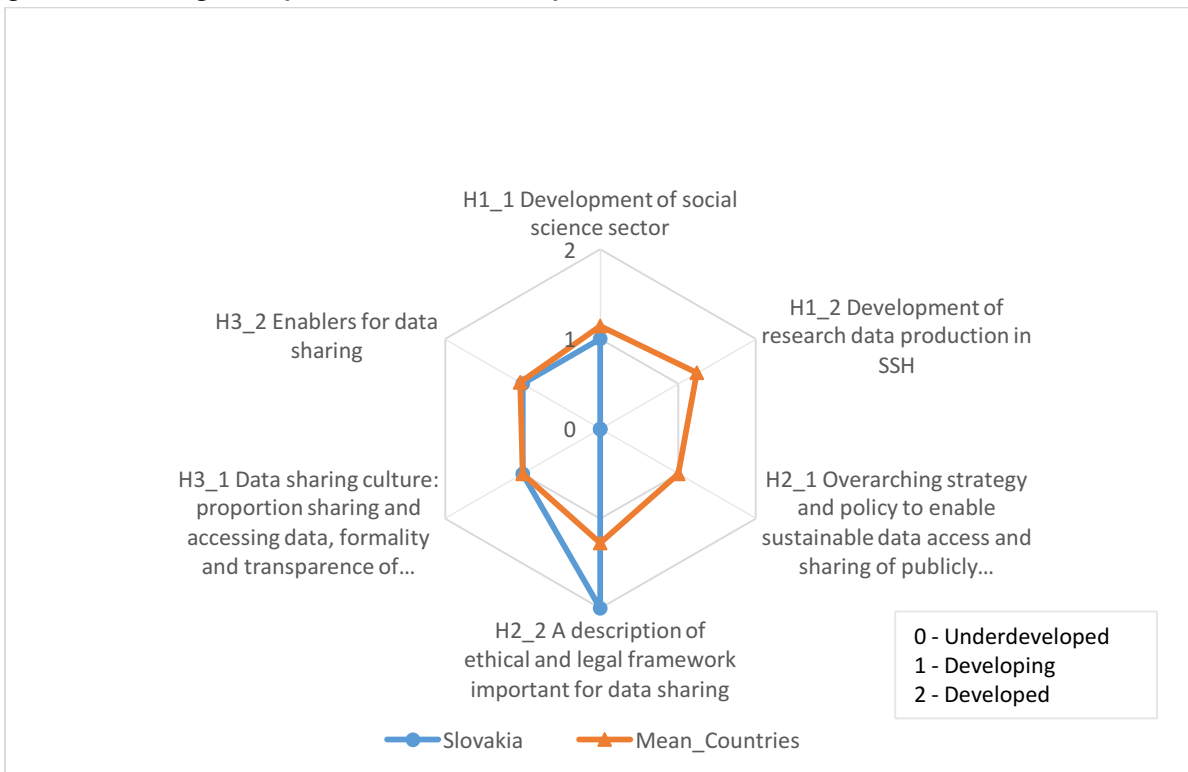 H1_1 Development of social
science sector
2
H3_2 Enablers for data
sharing
H1_2 Development of
research data production in
SSH
1
0
H3_1 Data sharing culture:
proportion sharing and
accessing data, formality
and transparence of...
H2_1 Overarching strategy
and policy to enable
sustainable data access and
sharing of publicly...
H2_2 A description of
ethical and legal framework
important for data sharing
0 - Underdeveloped
1 - Developing
2 - Developed
Slovakia
Mean_Countries